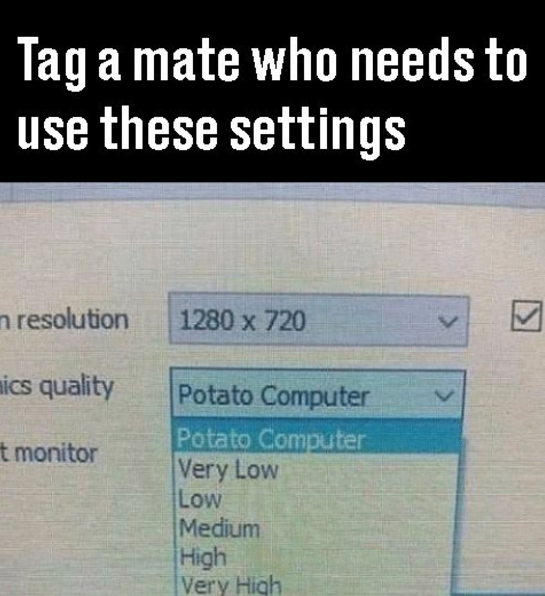 Tag a mate who needs to
use these settings
n resolution
1280 x 720
ics quality
Potato Computer
Potato Computer
t monitor
Very Low
Low
Medium
High
Very High